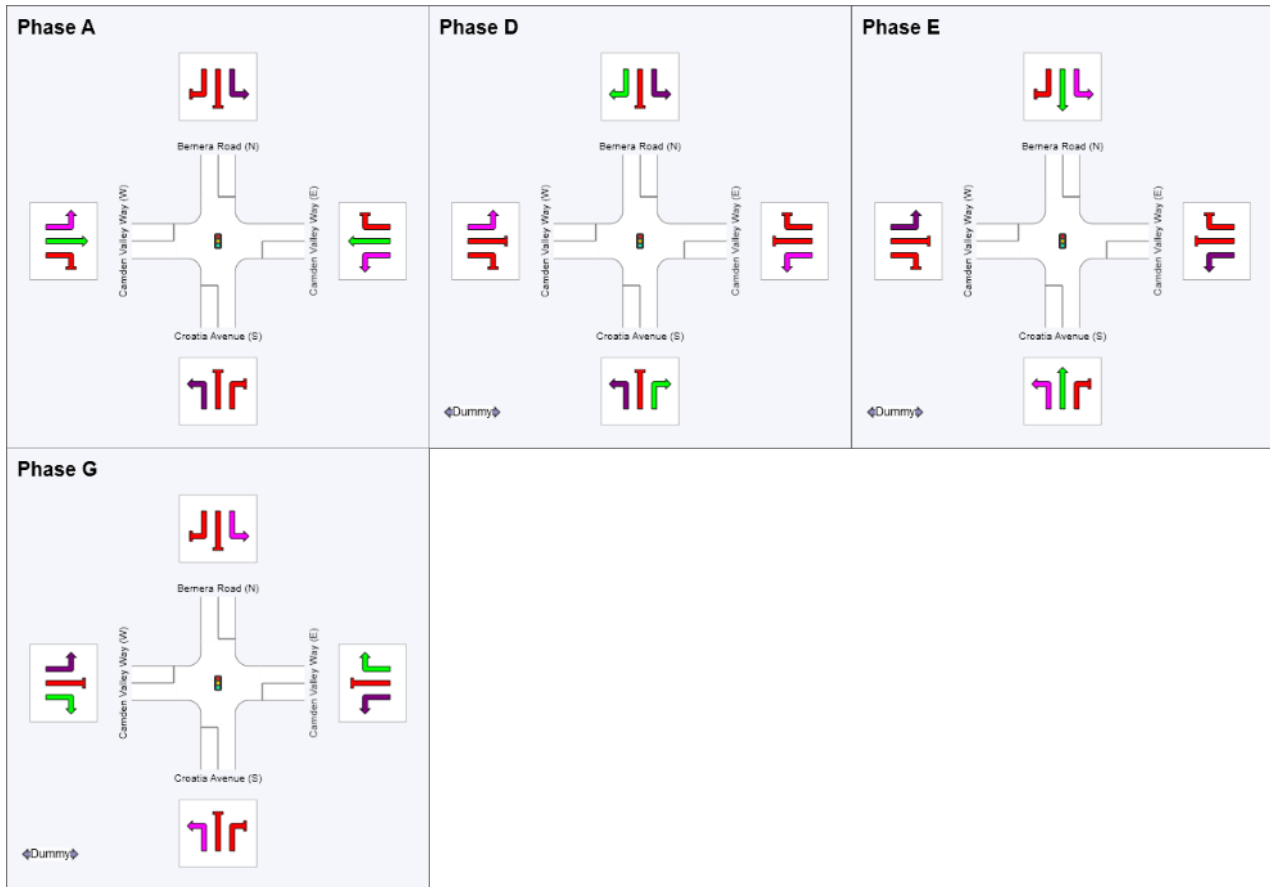 Phase A
Bernera Road (N)
Camden Valley Way (W)
Camden Valley Way (E)
Croatia Avenue (S)
Phase D
Bernera Road (N)
Camden Valley Way (W)
Camden Valley Way (E)
Croatia Avenue (S)
Dummy
Phase E
Bernera Road (N)
Camden Valley Way (W)
Camden Valley Way (E)
Croatia Avenue (S)
Dummy
Phase G
Bernera Road (N)
Camden Valley Way (W)
Camden Valley Way (E)
Croatia Avenue (S)
Dummy